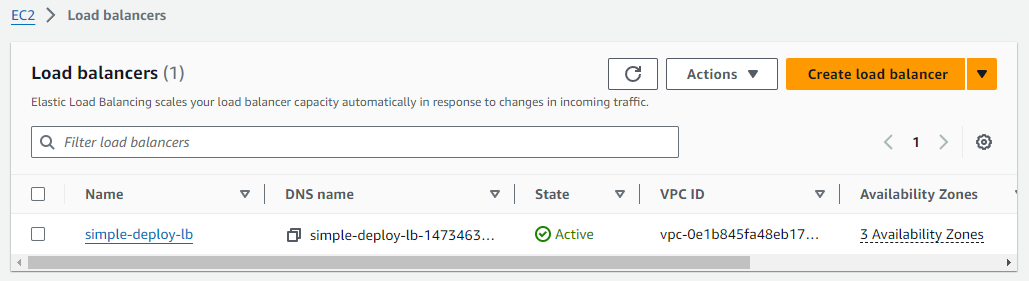 EC2 > Load balancers
Load balancers (1)
Actions
Create load balancer
Elastic Load Balancing scales your load balancer capacity automatically in response to changes in incoming traffic.
Filter load balancers
1
Name DNS name State VPC ID Availability Zones
simple-deploy-lb simple-deploy-lb-1473463... Active vpc-0e1b845fa48eb17... 3 Availability Zones